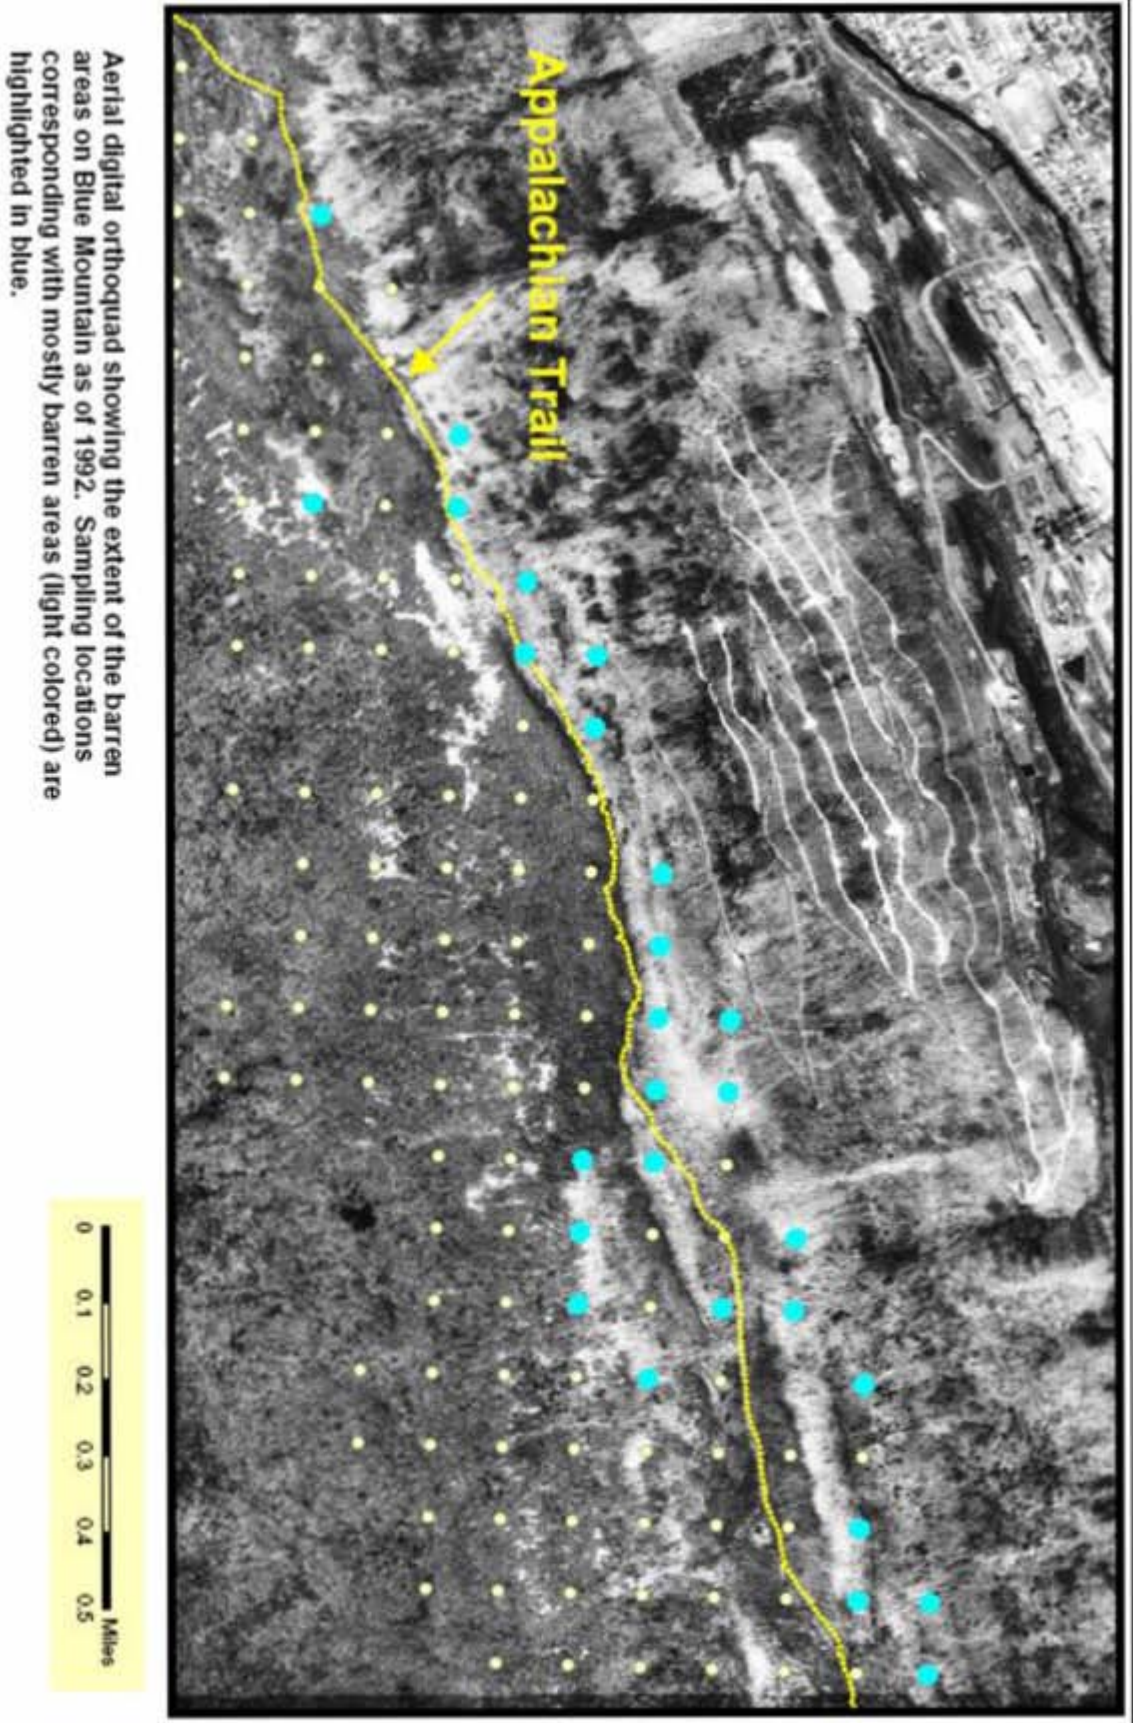 Appalachian Trail
Aerial digital orthoquad showing the extent of the barren
areas on Blue Mountain as of 1992.  Sampling locations
corresponding with mostly barren areas (light colored) are
highlighted in blue.
0 0.1 0.2 0.3 0.4 0.5 Miles